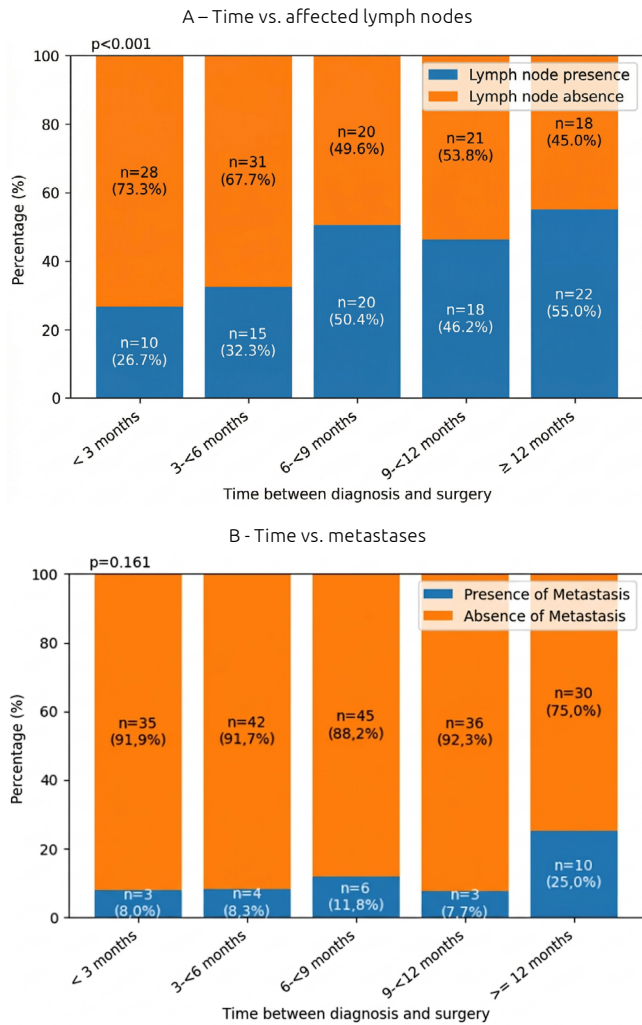 A – Time vs. affected lymph nodes
p<0.001
Lymph node presence
Lymph node absence
Percentage (%)
100
80
60
40
20
0
n=28
(73.3%)
n=31
(67.7%)
n=20
(49.6%)
n=21
(53.8%)
n=18
(45.0%)
n=10
(26.7%)
n=15
(32.3%)
n=20
(50.4%)
n=18
(46.2%)
n=22
(55.0%)
< 3 months
3-<6 months
6-<9 months
9-<12 months
≥ 12 months
Time between diagnosis and surgery
B - Time vs. metastases
p=0.161
Presence of Metastasis
Absence of Metastasis
Percentage (%)
100
80
60
40
20
0
n=35
(91,9%)
n=42
(91,7%)
n=45
(88,2%)
n=36
(92,3%)
n=30
(75,0%)
n=3
(8,0%)
n=4
(8,3%)
n=6
(11,8%)
n=3
(7,7%)
n=10
(25,0%)
< 3 months
3-<6 months
6-<9 months
9-<12 months
>= 12 months
Time between diagnosis and surgery